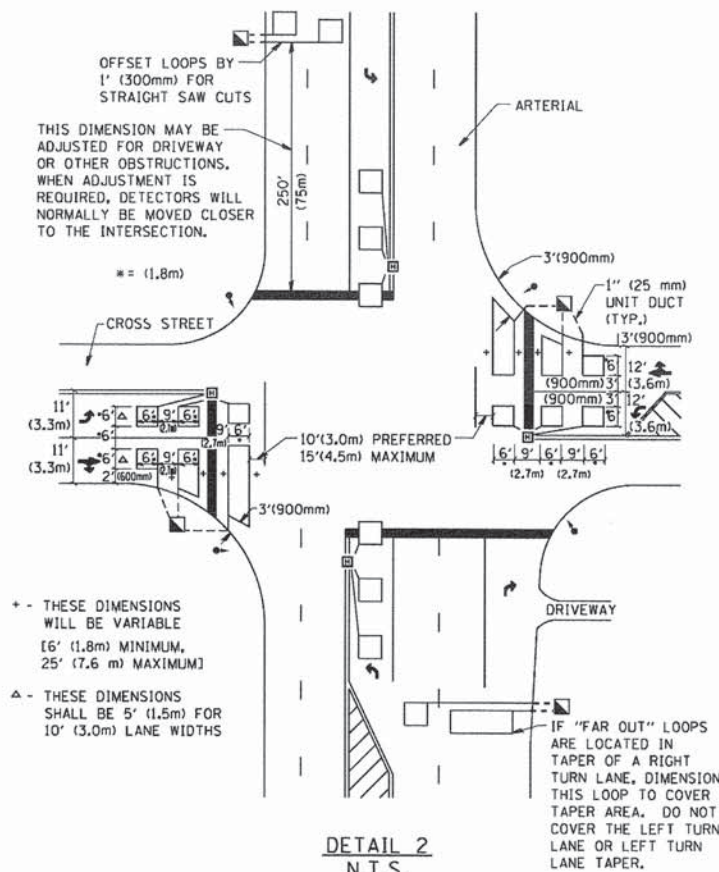 OFFSET LOOPS BY
1' (300mm) FOR
STRAIGHT SAW CUTS
THIS DIMENSION MAY BE
ADJUSTED FOR DRIVEWAY
OR OTHER OBSTRUCTIONS.
WHEN ADJUSTMENT IS
REQUIRED, DETECTORS WILL
NORMALLY BE MOVED CLOSER
TO THE INTERSECTION.
250'
(75m)
ARTERIAL
* = (1.8m)
3'(900mm)
1" (25 mm)
UNIT DUCT
(TYP.)
CROSS STREET
H
3'(900mm)
6'
12'
(3.6m)
(900mm) 3'
(900mm) 3'
12'
6'
(3.6m)
H
6' 9' 6' 9' 6'
(2.7m) (2.7m)
H
11'
(3.3m)
*6'
6' 9' 6'
9' 6'
(2.7m)
*6'
11'
(3.3m)
*6'
6' 9' 6'
2' (600mm)
10'(3.0m) PREFERRED
15'(4.5m) MAXIMUM
3'(900mm)
H
+ - THESE DIMENSIONS
WILL BE VARIABLE
[6' (1.8m) MINIMUM,
25' (7.6 m) MAXIMUM]
△ - THESE DIMENSIONS
SHALL BE 5' (1.5m) FOR
10' (3.0m) LANE WIDTHS
DRIVEWAY
IF "FAR OUT" LOOPS
ARE LOCATED IN
TAPER OF A RIGHT
TURN LANE, DIMENSION
THIS LOOP TO COVER
TAPER AREA. DO NOT
COVER THE LEFT TURN
LANE OR LEFT TURN
LANE TAPER.
DETAIL 2
N.T.S.